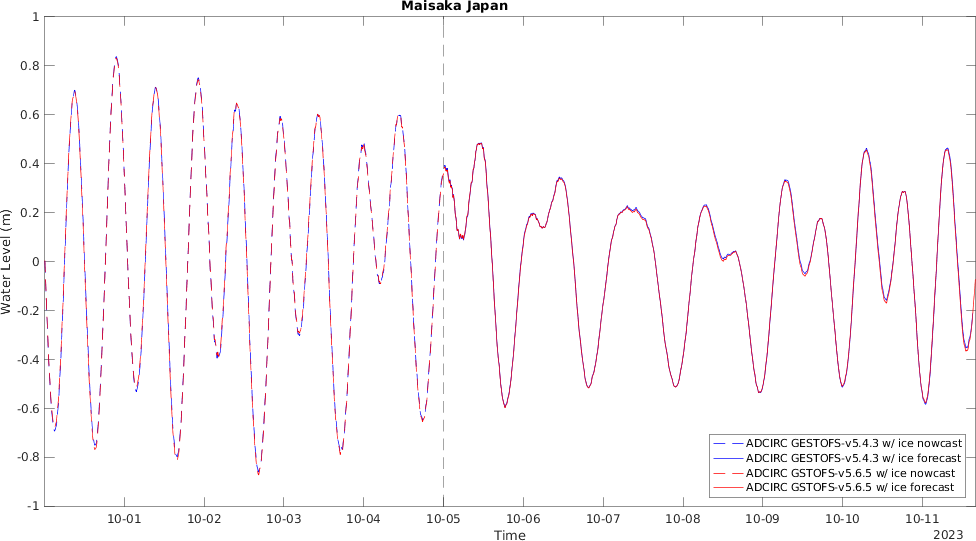 Maisaka Japan
1
0.8
0.6
0.4
0.2
0
-0.2
-0.4
-0.6
-0.8
-1
Water Level (m)
ADCIRC GESTOFS-v5.4.3 w/ ice nowcast
ADCIRC GESTOFS-v5.4.3 w/ ice forecast
ADCIRC GSTOFS-v5.6.5 w/ ice nowcast
ADCIRC GSTOFS-v5.6.5 w/ ice forecast
10-01 10-02 10-03 10-04 10-05 10-06 10-07 10-08 10-09 10-10 10-11
Time
2023